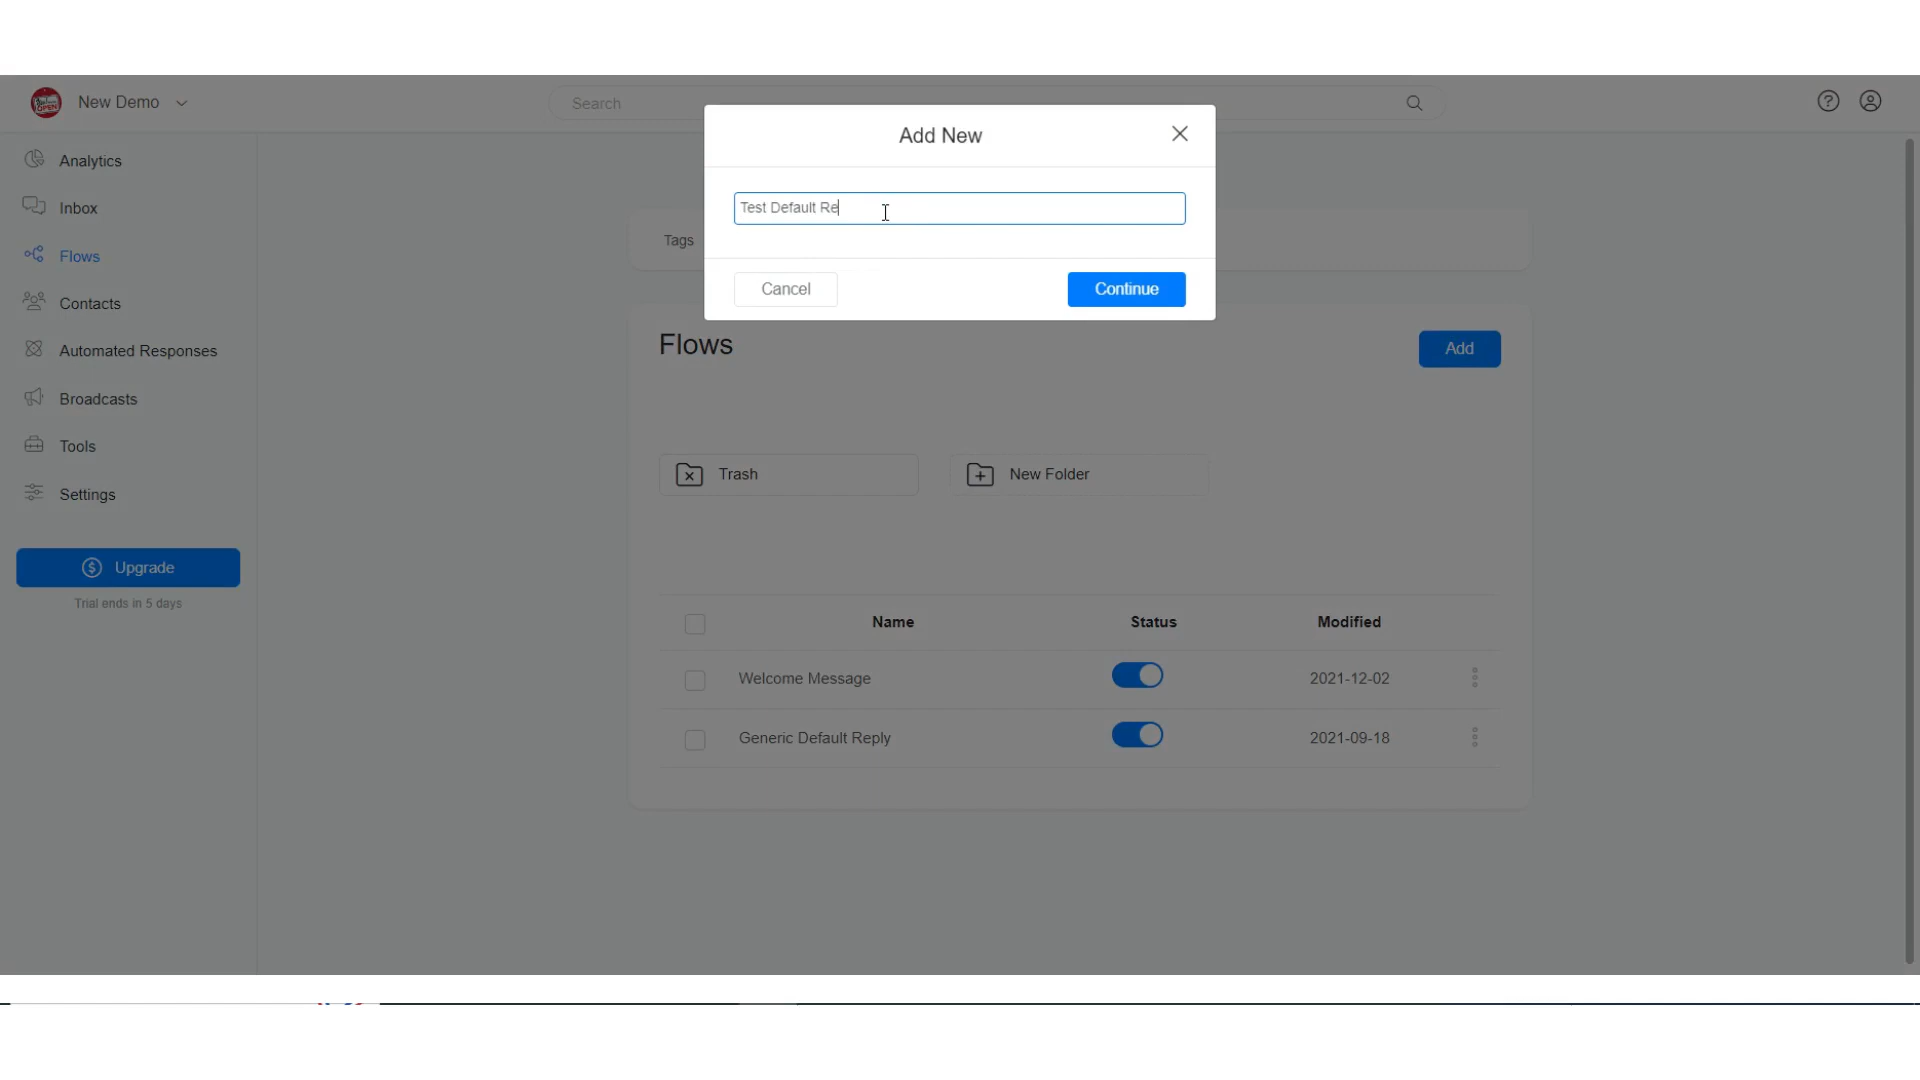 New Demo
Search
Add New
Analytics
Inbox
Flows
Contacts
Automated Responses
Broadcasts
Tools
Settings
Upgrade
Trial ends in 5 days
Test Default Re
Tags
Cancel
Continue
Flows
Add
Trash
New Folder
Name Status Modified
Welcome Message 2021-12-02
Generic Default Reply 2021-09-18